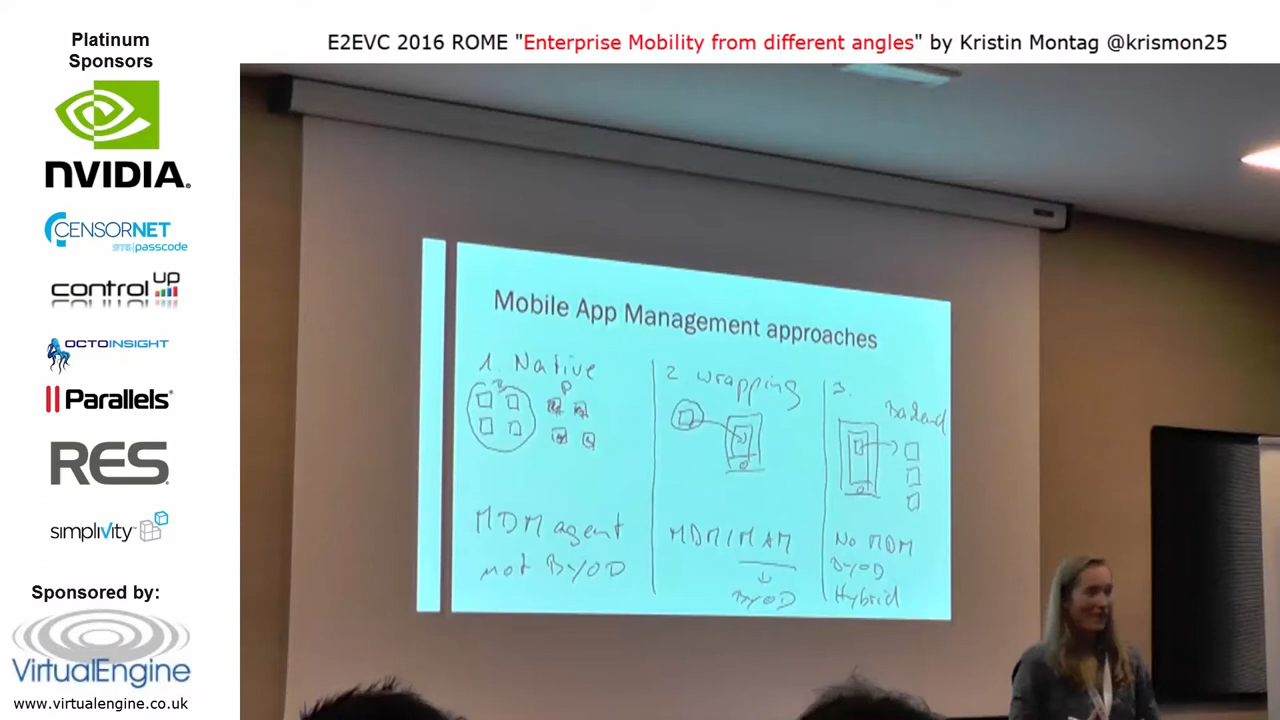 E2EVC 2016 ROME "Enterprise Mobility from different angles" by Kristin Montag @krismon25
Platinum
Sponsors
NVIDIA
CENSORNET
SMS|passcode
control UP
OCTOINSIGHT
Parallels
RES
simplivity
Sponsored by:
VirtualEngine
www.virtualengine.co.uk
Mobile App Management approaches
1. Native
B
P
MDM agent
not BYOD
2 wrapping
MDM/MAM
BYOD
3.
Backend
No MDM
BYOD
Hybrid